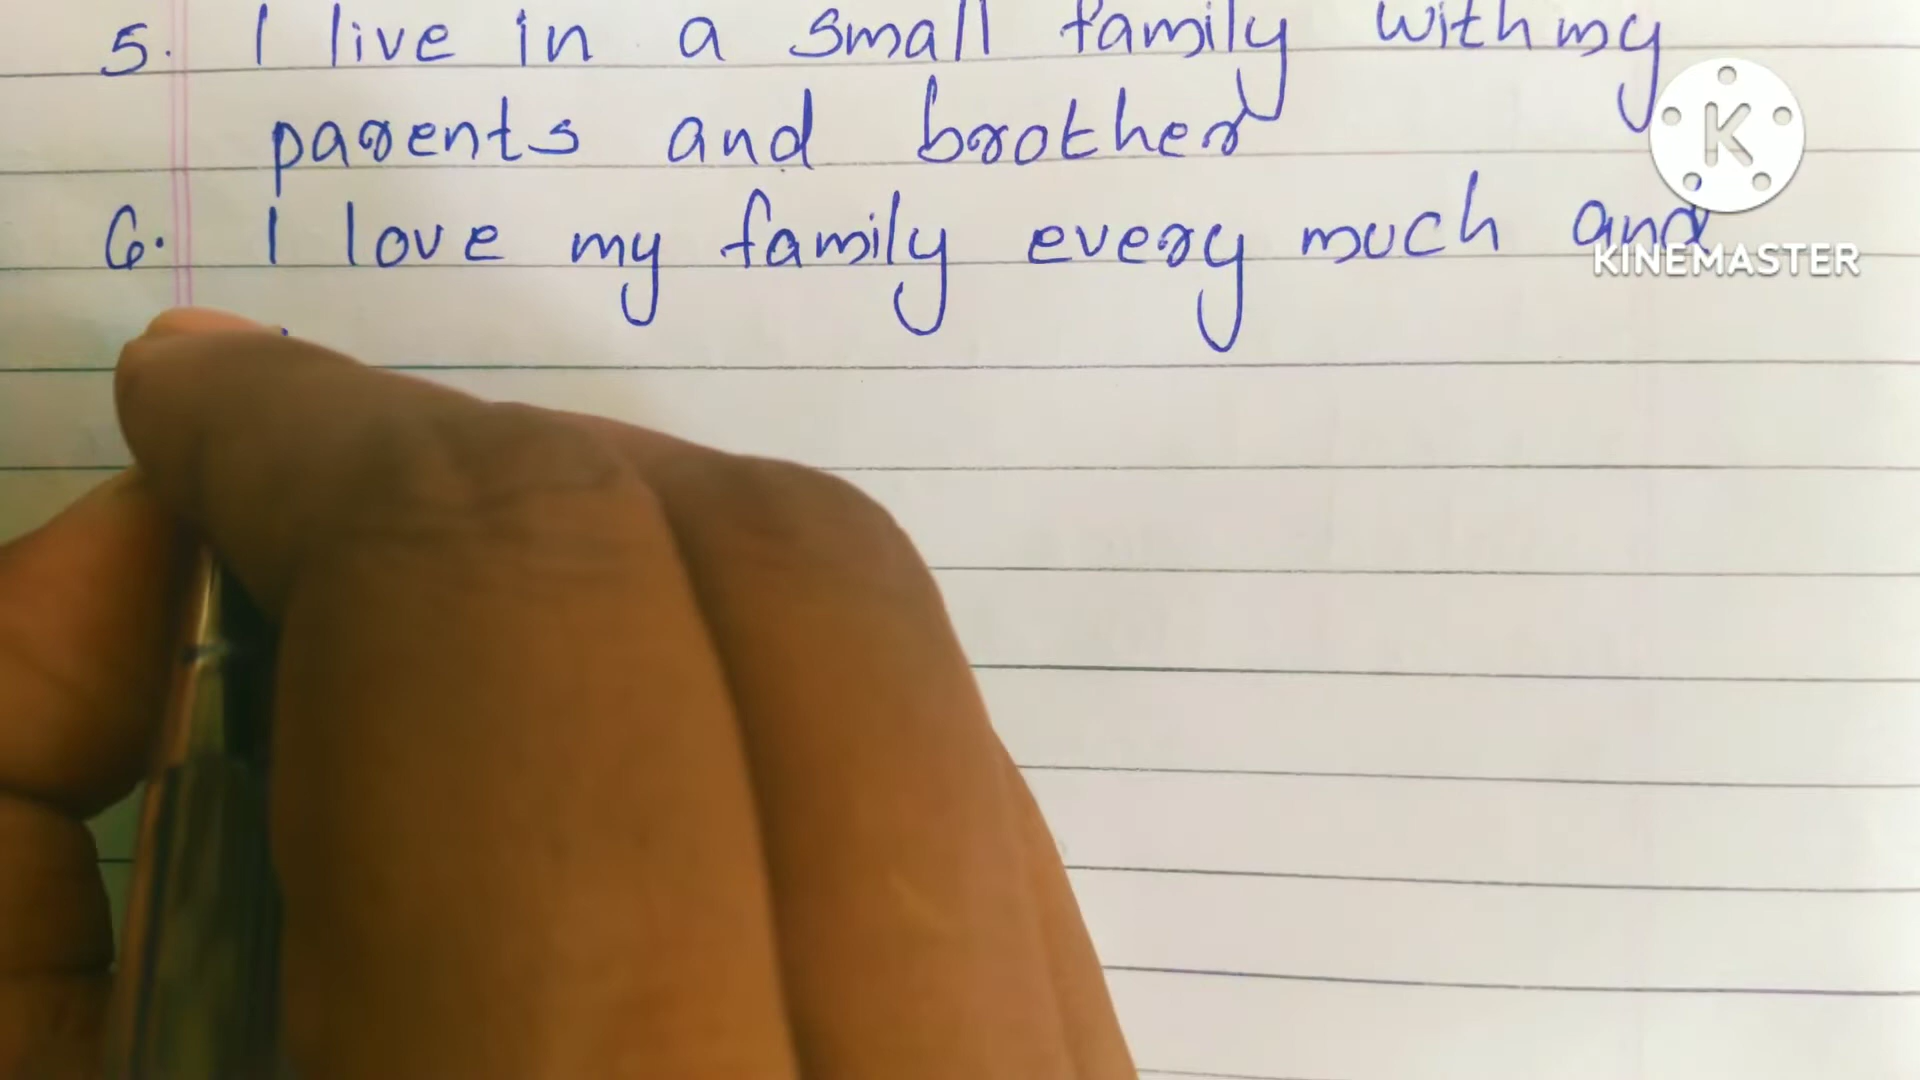 5. I live in a small family with my
parents and brother
6. I love my family every much and
K
KINEMASTER